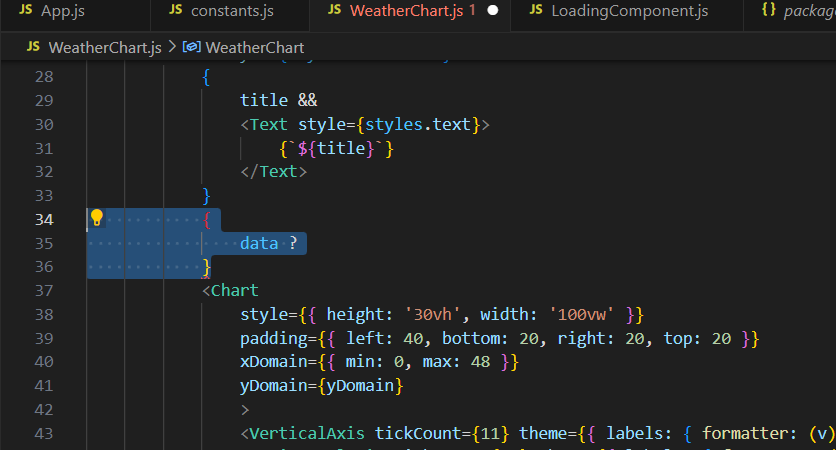 JS App.js JS constants.js JS WeatherChart.js 1 JS LoadingComponent.js {} package
JS WeatherChart.js > WeatherChart
28 {
29 title &&
30 <Text style={styles.text}>
31 {`${title}`}
32 </Text>
33 }
34 {
35 data ?
36 }
37 <Chart
38 style={{ height: '30vh', width: '100vw' }}
39 padding={{ left: 40, bottom: 20, right: 20, top: 20 }}
40 xDomain={{ min: 0, max: 48 }}
41 yDomain={yDomain}
42 >
43 <VerticalAxis tickCount={11} theme={{ labels: { formatter: (v)